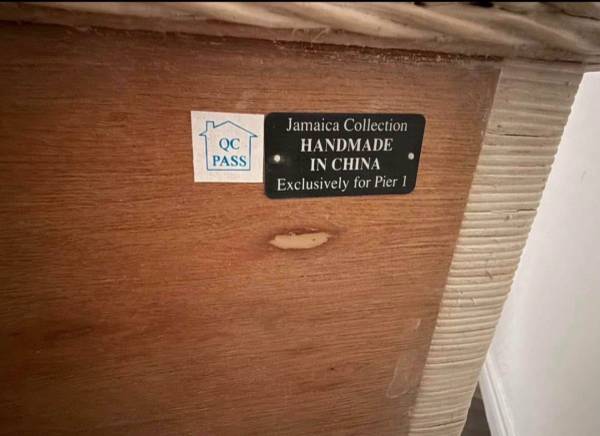 QC
PASS
Jamaica Collection
HANDMADE
IN CHINA
Exclusively for Pier 1